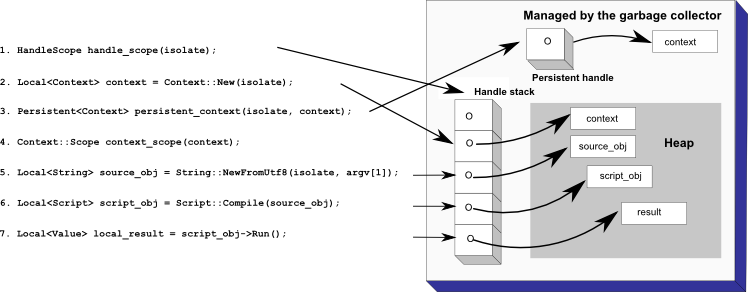 Managed by the garbage collector
1. HandleScope handle_scope(isolate);
O
context
2. Local<Context> context = Context::New(isolate);
Persistent handle
Handle stack
3. Persistent<Context> persistent_context(isolate, context);
O
context
4. Context::Scope context_scope(context);
O
source_obj
Heap
5. Local<String> source_obj = String::NewFromUtf8(isolate, argv[1]);
O
script_obj
6. Local<Script> script_obj = Script::Compile(source_obj);
O
result
7. Local<Value> local_result = script_obj->Run();
O